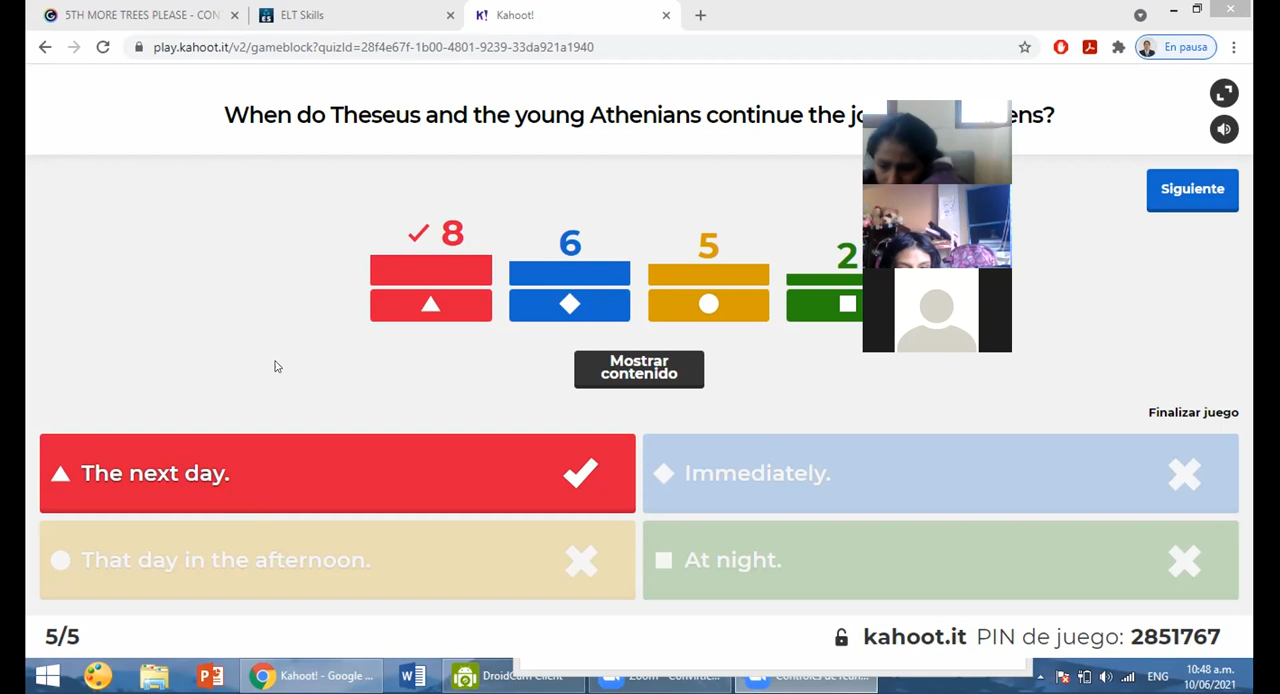 5TH MORE TREES PLEASE - CON
ELT Skills
K! Kahoot!
play.kahoot.it/v2/gameblock?quizId=28f4e67f-1b00-4801-9239-33da921a1940
En pausa
When do Theseus and the young Athenians continue the
Siguiente
8
6
5
2
Mostrar
contenido
Finalizar juego
The next day.
Immediately.
That day in the afternoon.
At night.
5/5
kahoot.it PIN de juego: 2851767
Kahoot! - Google ...
DroidCam Client
ENG
10:48 a.m.
10/06/2021